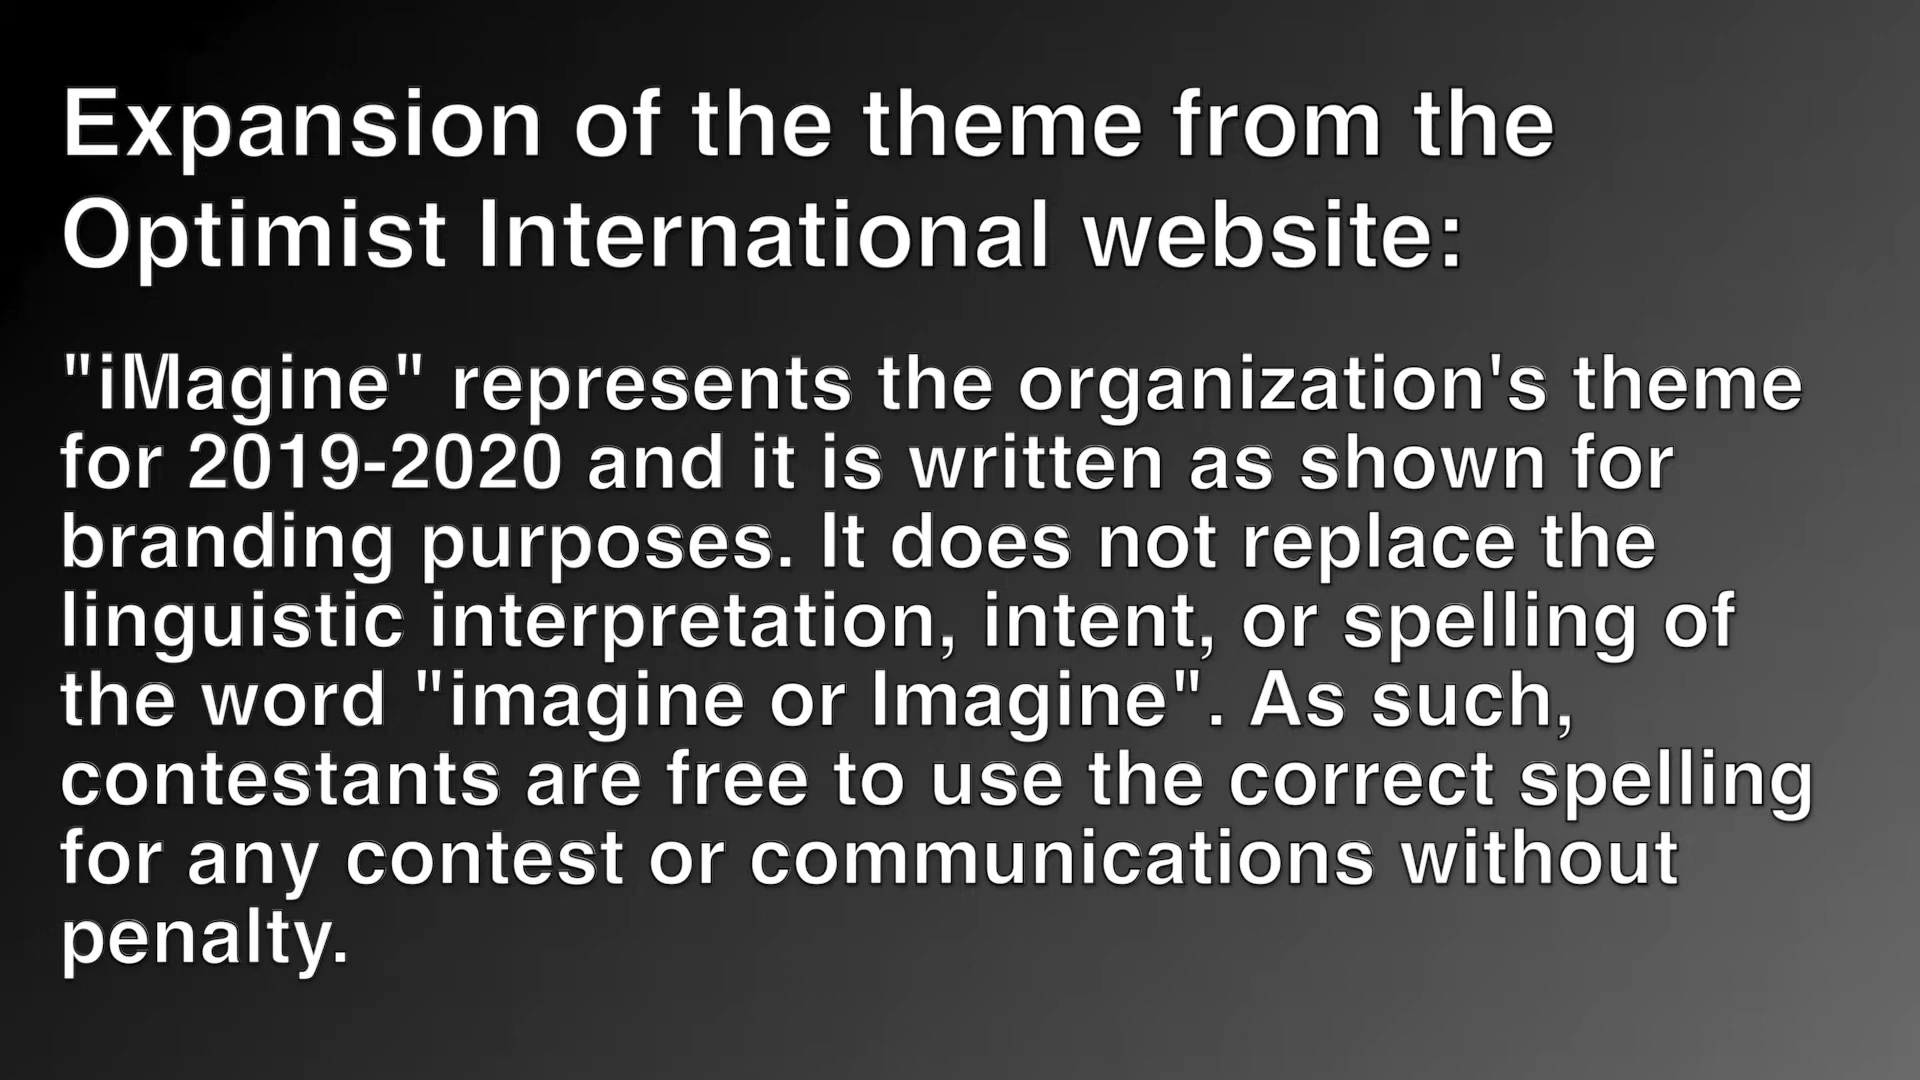 Expansion of the theme from the
Optimist International website:
"iMagine" represents the organization's theme
for 2019-2020 and it is written as shown for
branding purposes. It does not replace the
linguistic interpretation, intent, or spelling of
the word "imagine or Imagine". As such,
contestants are free to use the correct spelling
for any contest or communications without
penalty.